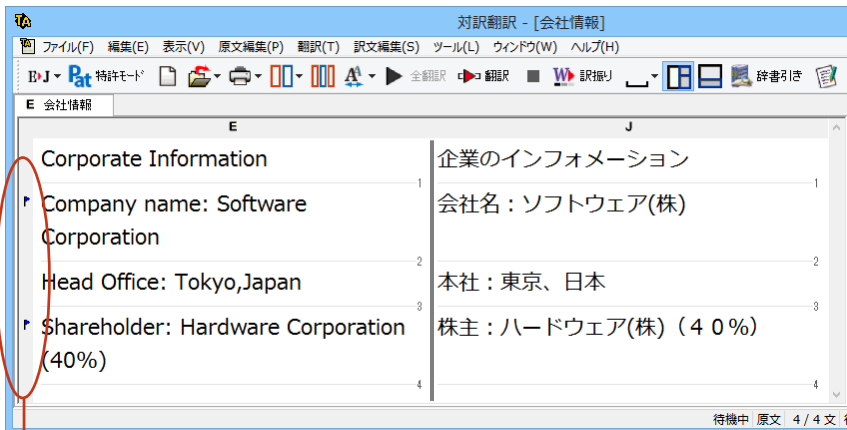 対訳翻訳 - [会社情報]
ファイル(F) 編集(E) 表示(V) 原文編集(P) 翻訳(T) 訳文編集(S) ツール(L) ウィンドウ(W) ヘルプ(H)
E›J Pat 特許モード 全翻訳 翻訳 訳振り 辞書引き
E 会社情報
E J
Corporate Information 企業のインフォメーション
1 1
Company name: Software 会社名：ソフトウェア(株)
Corporation
2 2
Head Office: Tokyo,Japan 本社：東京、日本
3 3
Shareholder: Hardware Corporation 株主：ハードウェア(株)（４０%）
(40%)
4 4
待機中 原文 4 / 4 文